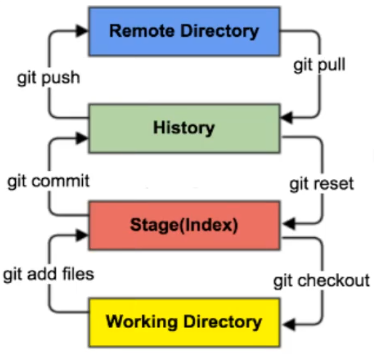 Remote Directory
git push
git pull
History
git commit
git reset
Stage(Index)
git add files
git checkout
Working Directory